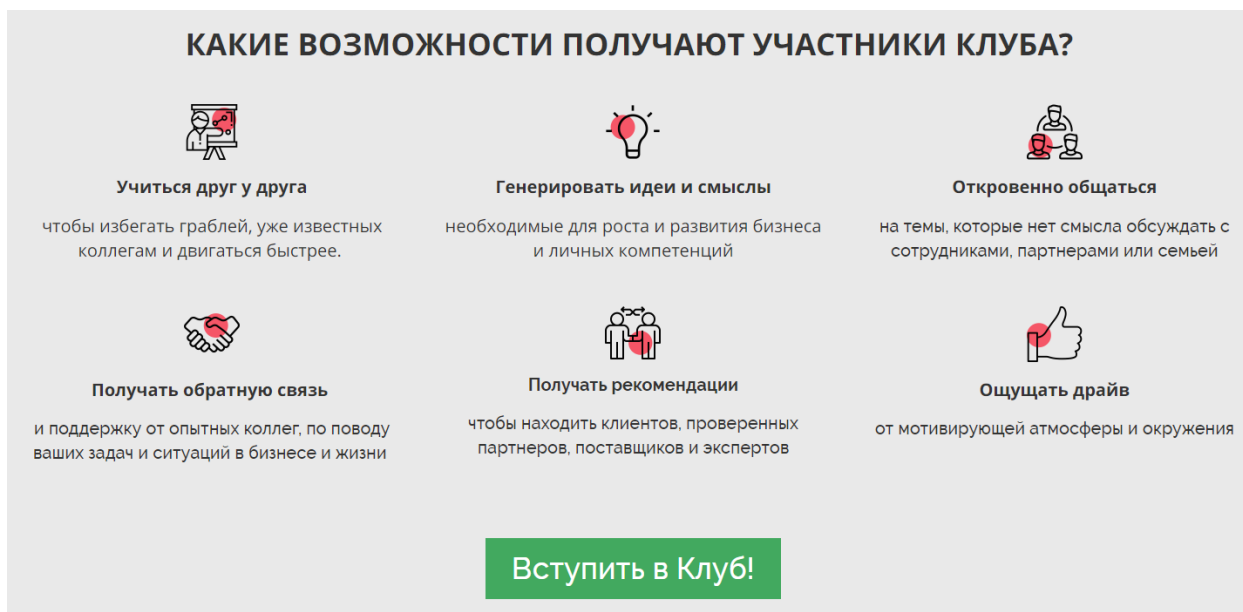 КАКИЕ ВОЗМОЖНОСТИ ПОЛУЧАЮТ УЧАСТНИКИ КЛУБА?
Учиться друг у друга
чтобы избегать граблей, уже известных
коллегам и двигаться быстрее.
Генерировать идеи и смыслы
необходимые для роста и развития бизнеса
и личных компетенций
Откровенно общаться
на темы, которые нет смысла обсуждать с
сотрудниками, партнерами или семьей
Получать обратную связь
и поддержку от опытных коллег, по поводу
ваших задач и ситуаций в бизнесе и жизни
Получать рекомендации
чтобы находить клиентов, проверенных
партнеров, поставщиков и экспертов
Ощущать драйв
от мотивирующей атмосферы и окружения
Вступить в Клуб!